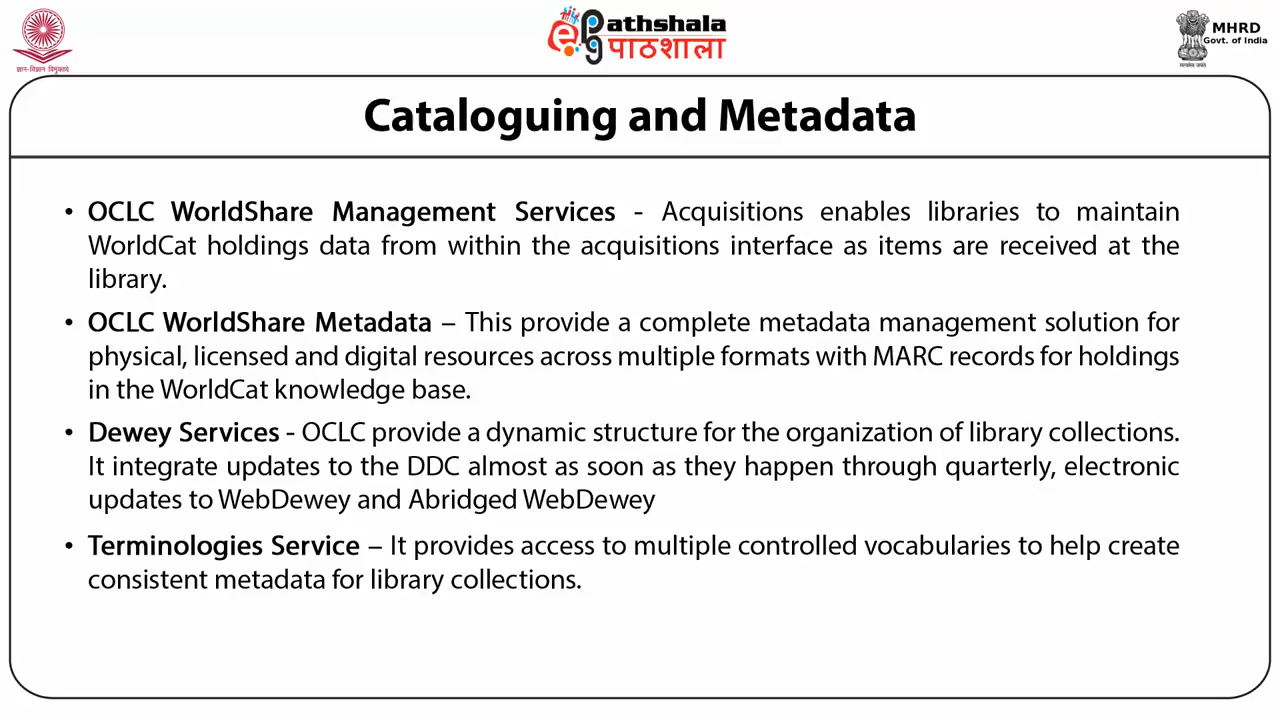 ज्ञान-विज्ञान विमुक्तये
Pathshala
पाठशाला
सत्यमेव जयते
MHRD
Govt. of India
Cataloguing and Metadata
• OCLC WorldShare Management Services - Acquisitions enables libraries to maintain
WorldCat holdings data from within the acquisitions interface as items are received at the
library.
• OCLC WorldShare Metadata – This provide a complete metadata management solution for
physical, licensed and digital resources across multiple formats with MARC records for holdings
in the WorldCat knowledge base.
• Dewey Services - OCLC provide a dynamic structure for the organization of library collections.
It integrate updates to the DDC almost as soon as they happen through quarterly, electronic
updates to WebDewey and Abridged WebDewey
• Terminologies Service – It provides access to multiple controlled vocabularies to help create
consistent metadata for library collections.